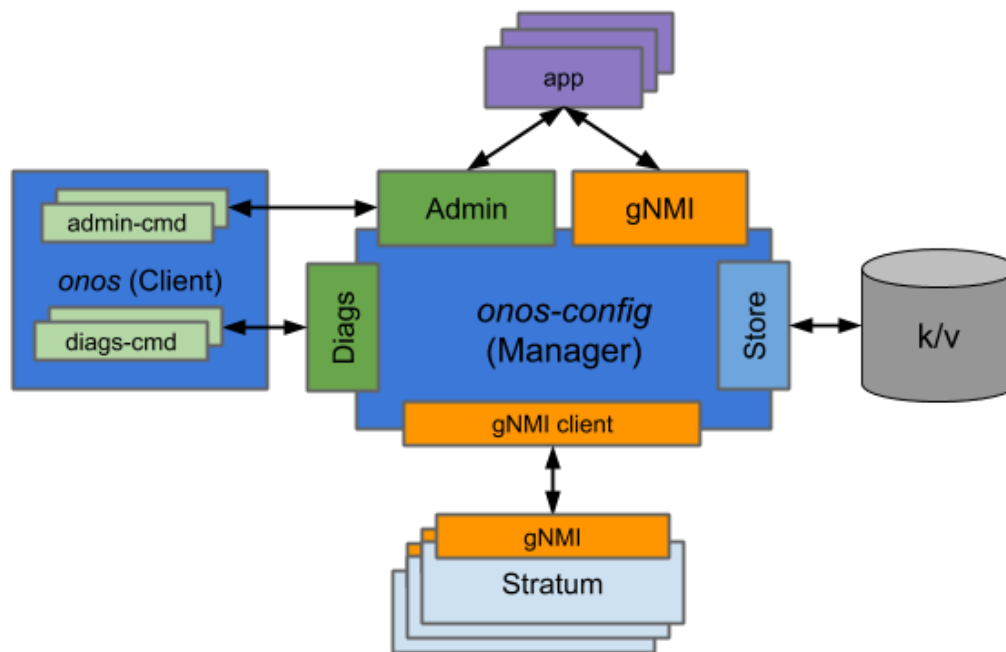 app
Admin
gNMI
admin-cmd
onos (Client)
diags-cmd
Diags
onos-config
(Manager)
Store
k/v
gNMI client
gNMI
Stratum